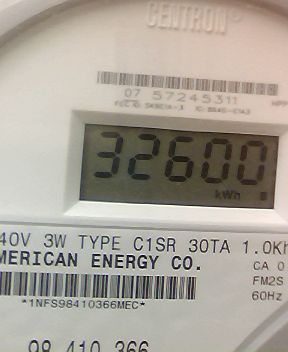 CENTRON®
07 57245311
32600
kWh
40V 3W TYPE C1SR 30TA 1.0Kh
MERICAN ENERGY CO.
CA 0
FM2S
60Hz
*1NFS98410366MEC*
98 410 366